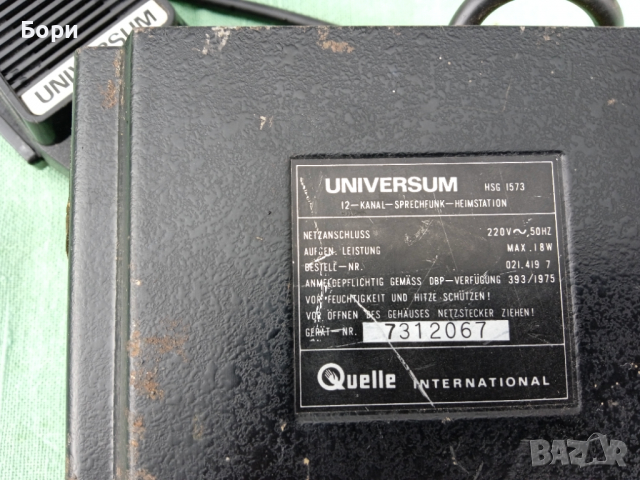 Бори
UNIVERSUM
UNIVERSUM HSG 1573
12-KANAL-SPRECHFUNK-HEIMSTATION
NETZANSCHLUSS 220V~,50HZ
AUFGEN. LEISTUNG MAX. 18W
BESTELL-NR. 021.419 7
ANMELDEPFLICHTIG GEMÄSS DBP-VERFÜGUNG 393/1975
VOR FEUCHTIGKEIT UND HITZE SCHÜTZEN!
VOR ÖFFNEN DES GEHÄUSES NETZSTECKER ZIEHEN!
GERÄT-NR. 7312067
Quelle INTERNATIONAL
BAZAR